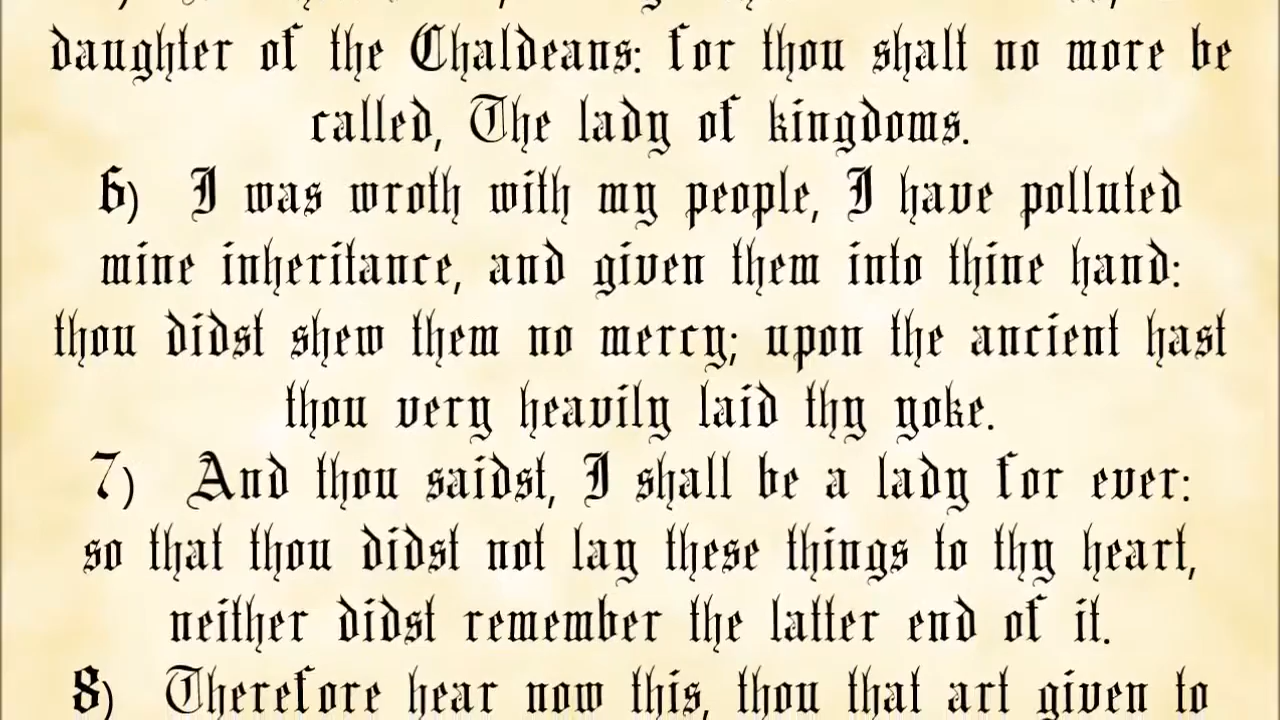 daughter of the Chaldeans: for thou shalt no more be
called, The lady of kingdoms.
6) I was wroth with my people, I have polluted
mine inheritance, and given them into thine hand:
thou didst shew them no mercy; upon the ancient hast
thou very heavily laid thy yoke.
7) And thou saidst, I shall be a lady for ever:
so that thou didst not lay these things to thy heart,
neither didst remember the latter end of it.
8) Therefore hear now this, thou that art given to